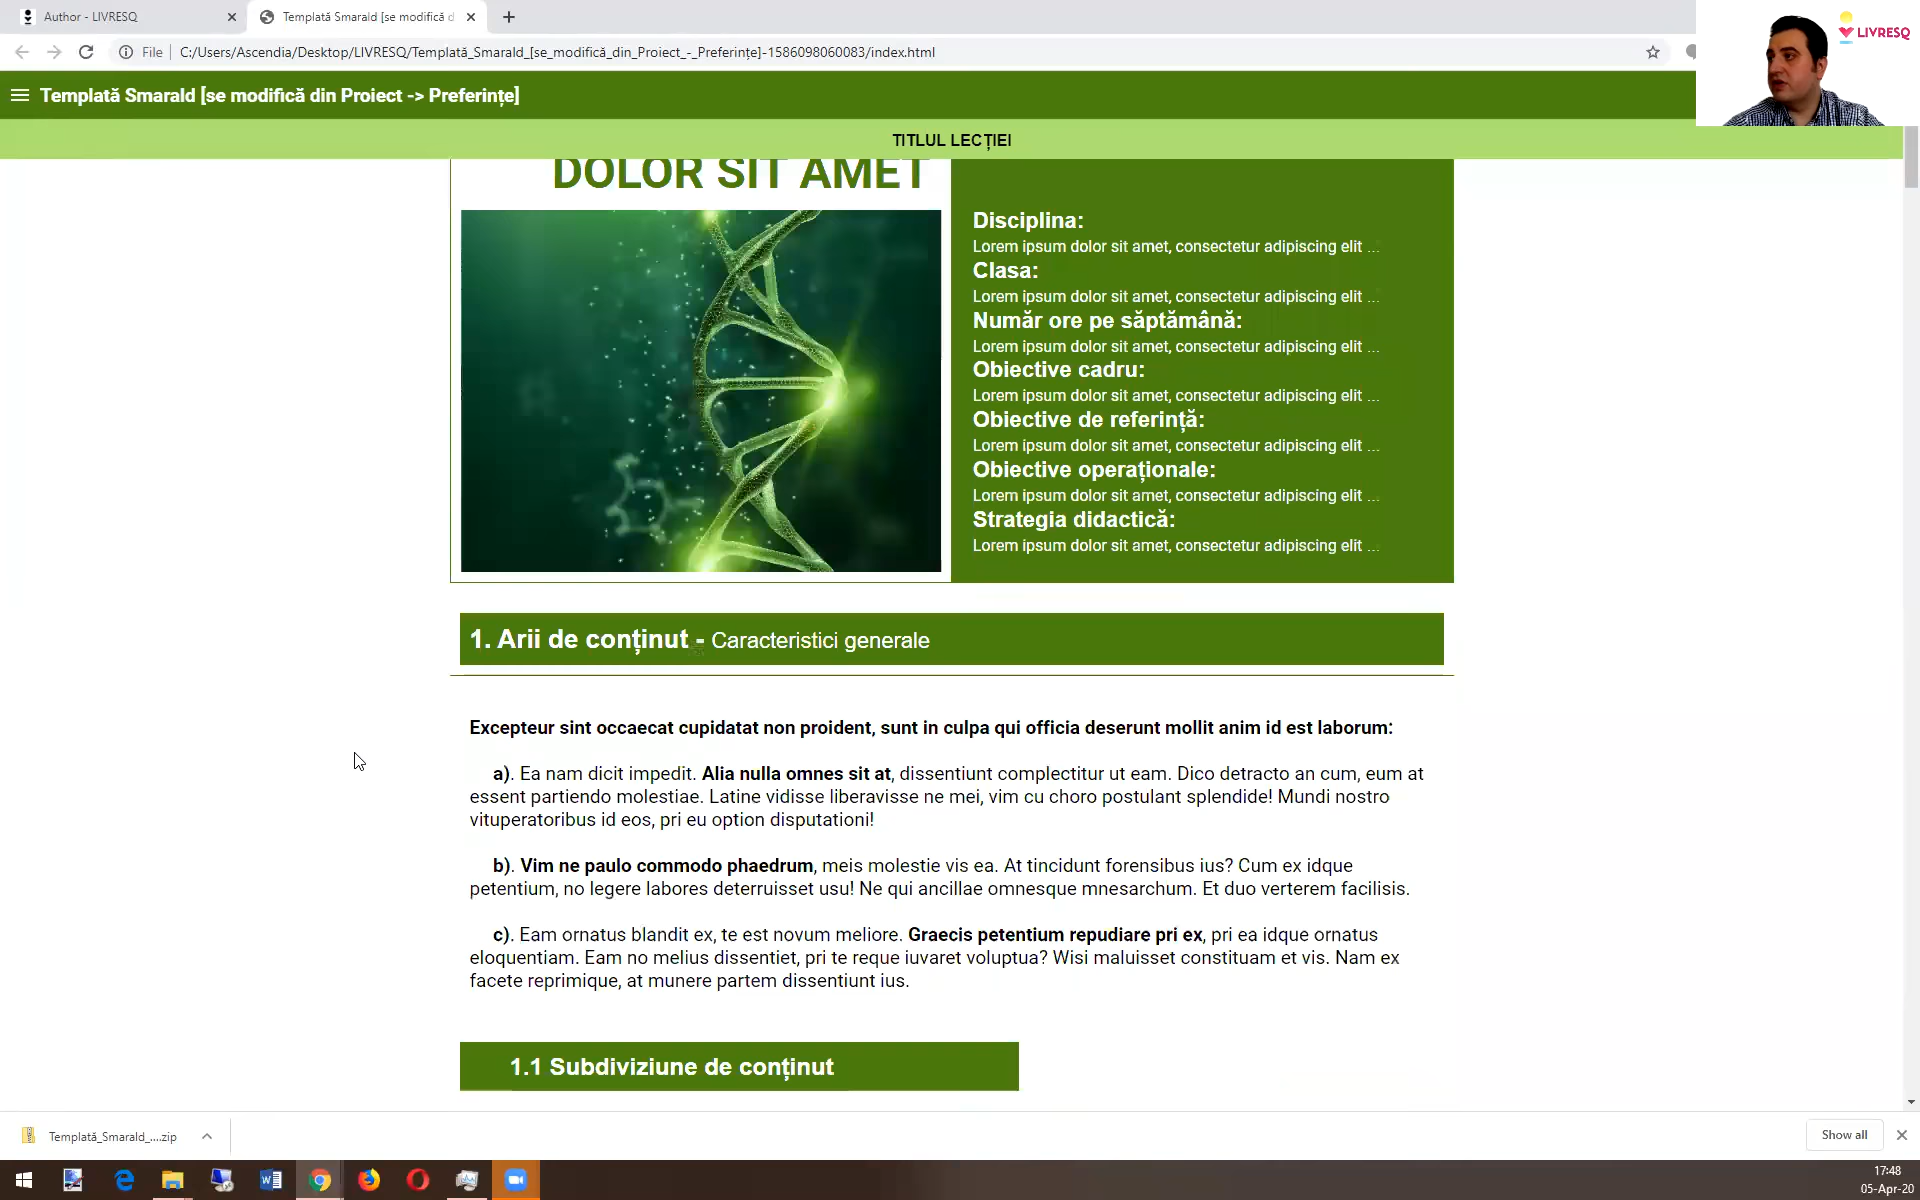 Author - LIVRESQ
Templată Smarald [se modifică d
File
C:/Users/Ascendia/Desktop/LIVRESQ/Templată_Smarald_[se_modifică_din_Proiect_-_Preferințe]-1586098060083/index.html
LIVRESQ
Templată Smarald [se modifică din Proiect -> Preferințe]
TITLUL LECȚIEI
DOLOR SIT AMET
Disciplina:
Lorem ipsum dolor sit amet, consectetur adipiscing elit ...
Clasa:
Lorem ipsum dolor sit amet, consectetur adipiscing elit ...
Număr ore pe săptămână:
Lorem ipsum dolor sit amet, consectetur adipiscing elit ...
Obiective cadru:
Lorem ipsum dolor sit amet, consectetur adipiscing elit ...
Obiective de referință:
Lorem ipsum dolor sit amet, consectetur adipiscing elit ...
Obiective operaționale:
Lorem ipsum dolor sit amet, consectetur adipiscing elit ...
Strategia didactică:
Lorem ipsum dolor sit amet, consectetur adipiscing elit ...
1. Arii de conținut - Caracteristici generale
Excepteur sint occaecat cupidatat non proident, sunt in culpa qui officia deserunt mollit anim id est laborum:
a). Ea nam dicit impedit. Alia nulla omnes sit at, dissentiunt complectitur ut eam. Dico detracto an cum, eum at
essent partiendo molestiae. Latine vidisse liberavisse ne mei, vim cu choro postulant splendide! Mundi nostro
vituperatoribus id eos, pri eu option disputationi!
b). Vim ne paulo commodo phaedrum, meis molestie vis ea. At tincidunt forensibus ius? Cum ex idque
petentium, no legere labores deterruisset usu! Ne qui ancillae omnesque mnesarchum. Et duo verterem facilisis.
c). Eam ornatus blandit ex, te est novum meliore. Graecis petentium repudiare pri ex, pri ea idque ornatus
eloquentiam. Eam no melius dissentiet, pri te reque iuvaret voluptua? Wisi maluisset constituam et vis. Nam ex
facete reprimique, at munere partem dissentiunt ius.
1.1 Subdiviziune de conținut
Templată_Smarald_....zip
Show all
17:48
05-Apr-20